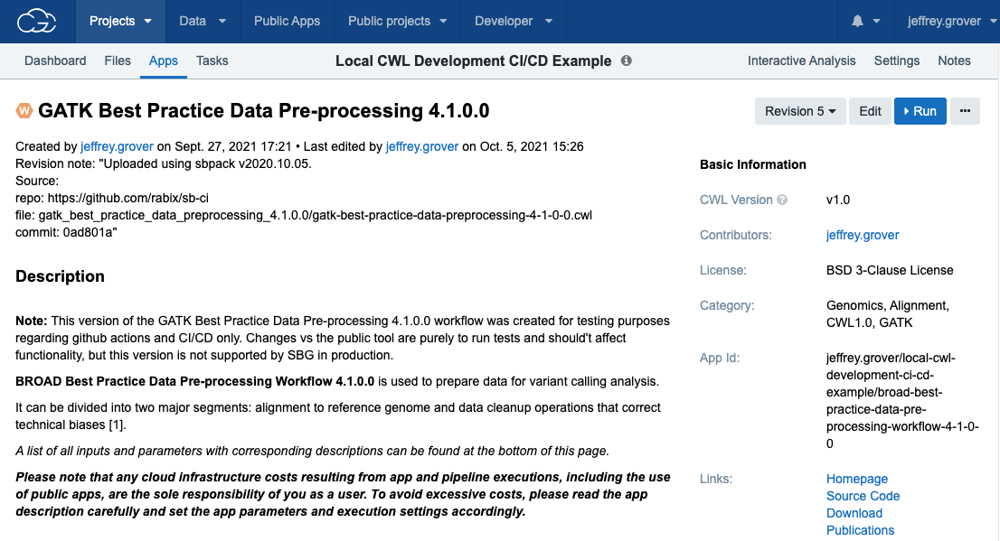 Projects Data Public Apps Public projects Developer jeffrey.grover
Dashboard Files Apps Tasks Local CWL Development CI/CD Example Interactive Analysis Settings Notes
W GATK Best Practice Data Pre-processing 4.1.0.0
Revision 5 Edit Run ...
Created by jeffrey.grover on Sept. 27, 2021 17:21 • Last edited by jeffrey.grover on Oct. 5, 2021 15:26
Revision note: "Uploaded using sbpack v2020.10.05.
Source:
repo: https://github.com/rabix/sb-ci
file: gatk_best_practice_data_preprocessing_4.1.0.0/gatk-best-practice-data-preprocessing-4-1-0-0.cwl
commit: 0ad801a"
Description
Note: This version of the GATK Best Practice Data Pre-processing 4.1.0.0 workflow was created for testing purposes
regarding github actions and CI/CD only. Changes vs the public tool are purely to run tests and should't affect
functionality, but this version is not supported by SBG in production.
BROAD Best Practice Data Pre-processing Workflow 4.1.0.0 is used to prepare data for variant calling analysis.
It can be divided into two major segments: alignment to reference genome and data cleanup operations that correct
technical biases [1].
A list of all inputs and parameters with corresponding descriptions can be found at the bottom of this page.
Please note that any cloud infrastructure costs resulting from app and pipeline executions, including the use
of public apps, are the sole responsibility of you as a user. To avoid excessive costs, please read the app
description carefully and set the app parameters and execution settings accordingly.
Basic Information
CWL Version ? v1.0
Contributors: jeffrey.grover
License: BSD 3-Clause License
Category: Genomics, Alignment,
CWL1.0, GATK
App Id: jeffrey.grover/local-cwl-
development-ci-cd-
example/broad-best-
practice-data-pre-
processing-workflow-4-1-0-
0
Links: Homepage
Source Code
Download
Publications